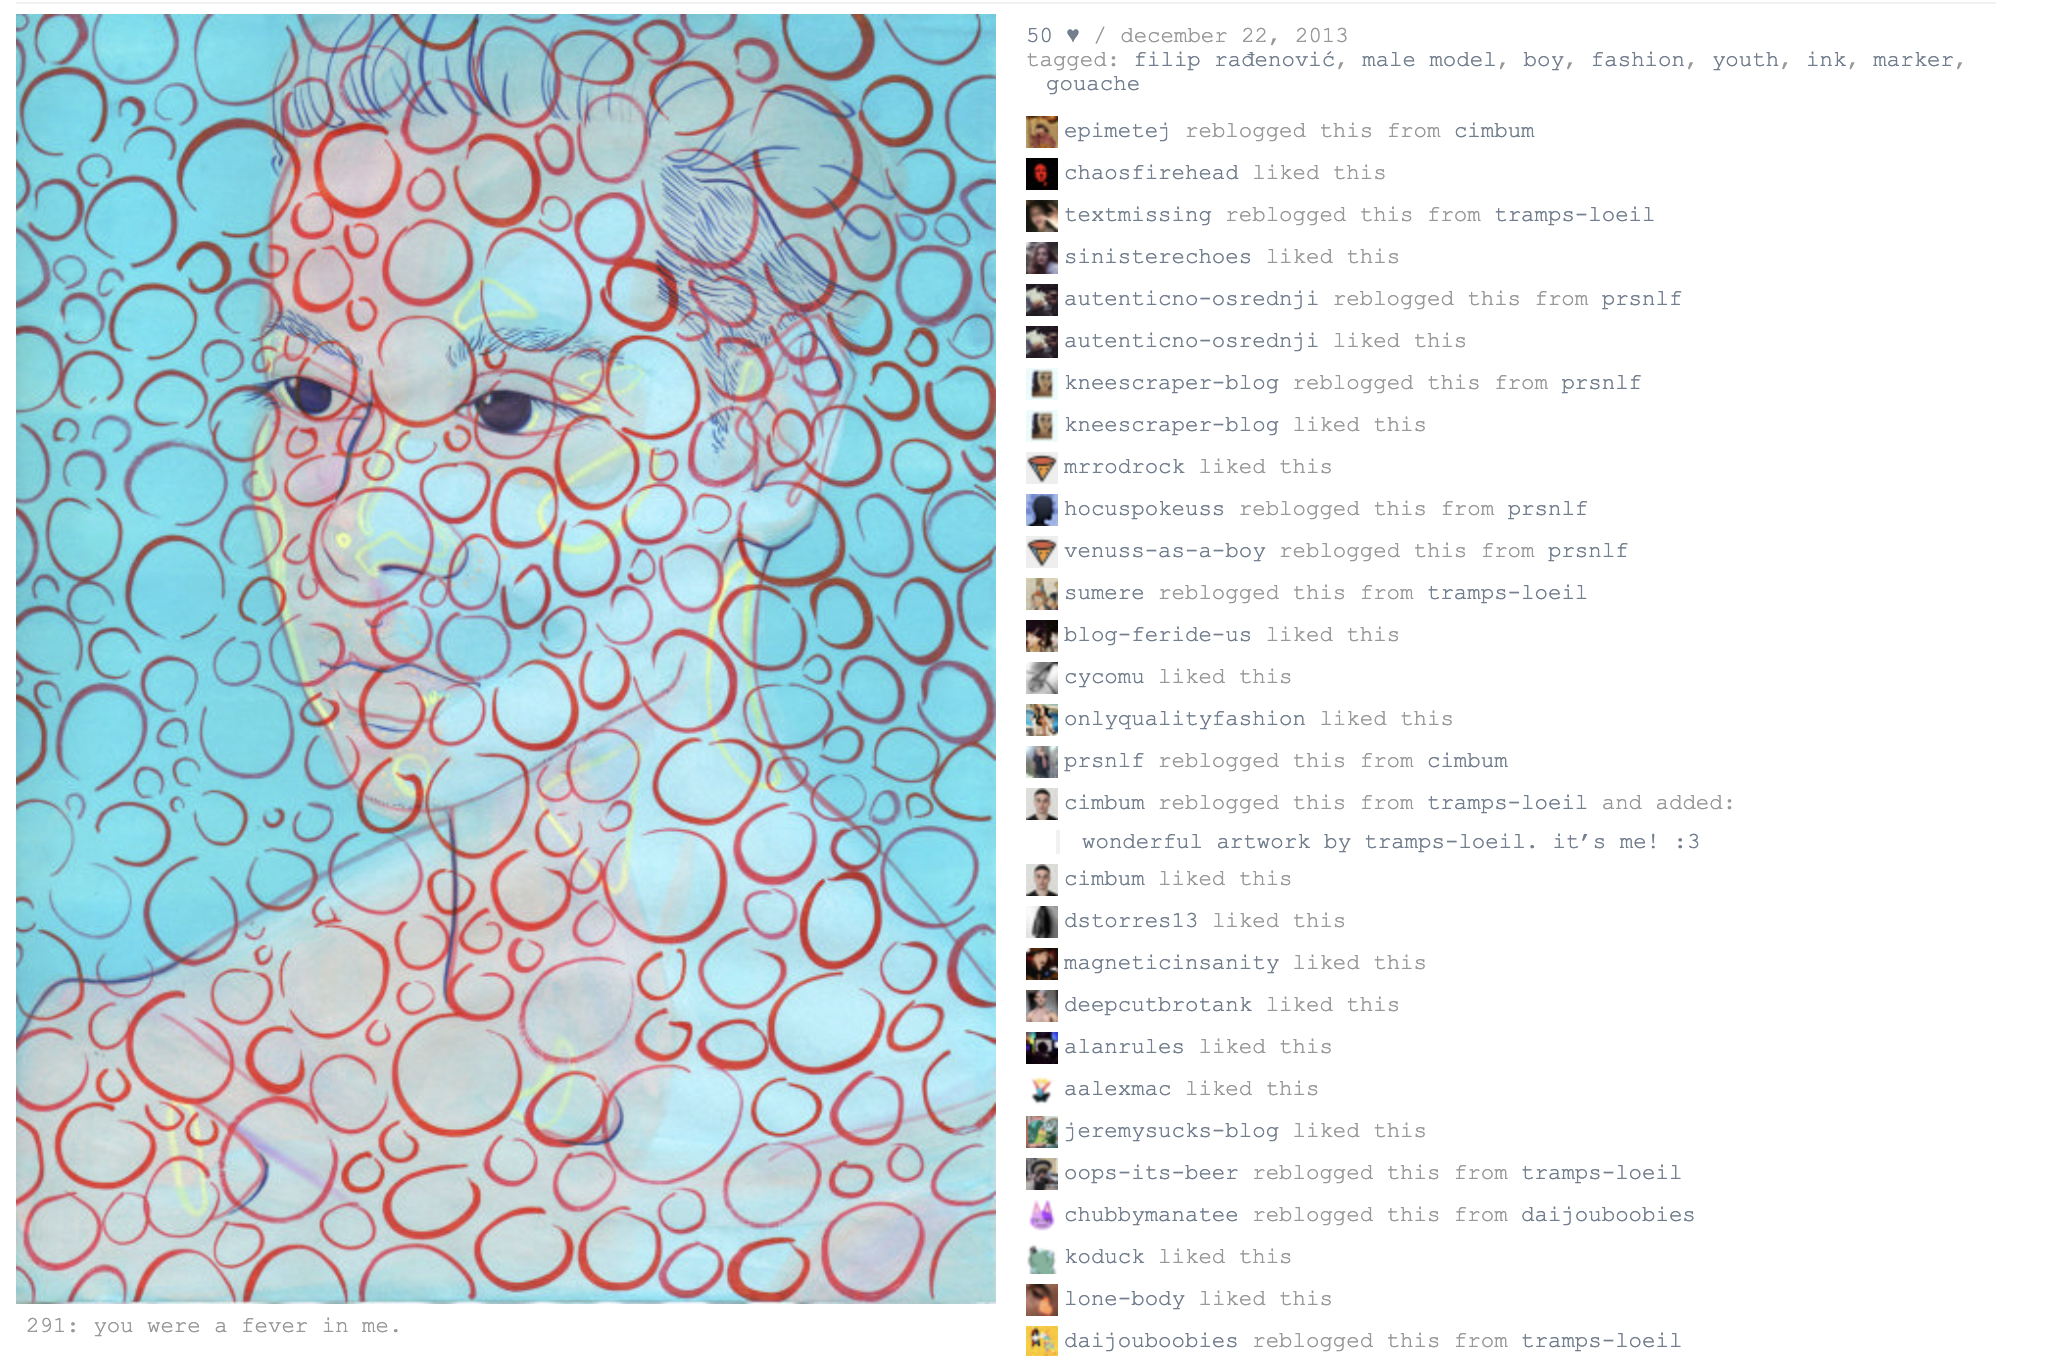 50 ♥ / december 22, 2013
tagged: filip rađenović, male model, boy, fashion, youth, ink, marker,
gouache
epimetej reblogged this from cimbum
chaosfirehead liked this
textmissing reblogged this from tramps-loeil
sinisterechoes liked this
autenticno-osrednji reblogged this from prsnlf
autenticno-osrednji liked this
kneescraper-blog reblogged this from prsnlf
kneescraper-blog liked this
mrrodrock liked this
hocuspokeuss reblogged this from prsnlf
venuss-as-a-boy reblogged this from prsnlf
sumere reblogged this from tramps-loeil
blog-feride-us liked this
cycomu liked this
onlyqualityfashion liked this
prsnlf reblogged this from cimbum
cimbum reblogged this from tramps-loeil and added:
wonderful artwork by tramps-loeil. it’s me! :3
cimbum liked this
dstorres13 liked this
magneticinsanity liked this
deepcutbrotank liked this
alanrules liked this
aalexmac liked this
jeremysucks-blog liked this
oops-its-beer reblogged this from tramps-loeil
chubbymanatee reblogged this from daijouboobies
koduck liked this
lone-body liked this
daijouboobies reblogged this from tramps-loeil
291: you were a fever in me.